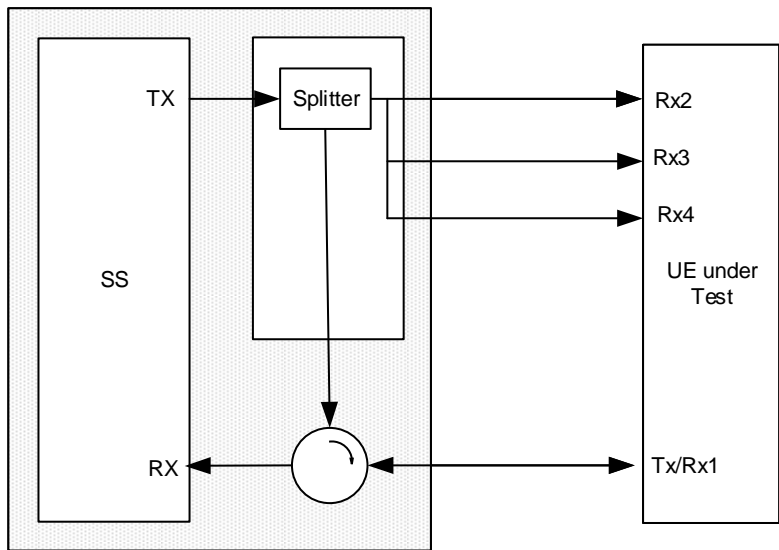 TX
Splitter
Rx2
Rx3
Rx4
SS
UE under
Test
RX
Tx/Rx1